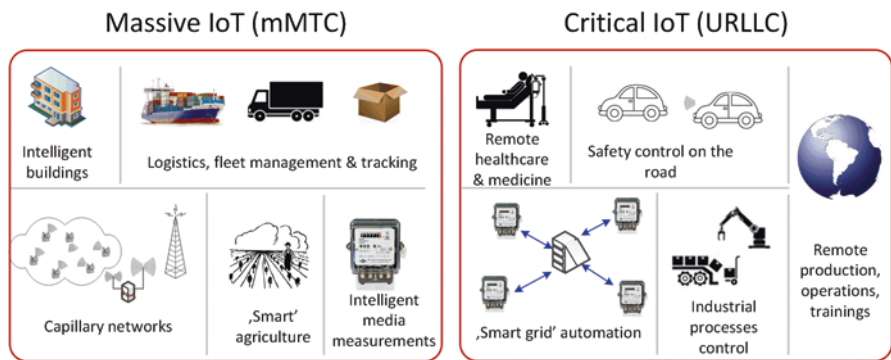 Massive IoT (mMTC)
Critical IoT (URLLC)
Intelligent
buildings
Logistics, fleet management & tracking
Capillary networks
‚Smart’
agriculture
Intelligent
media
measurements
Remote
healthcare
& medicine
Safety control on the
road
‚Smart grid’ automation
Industrial
processes
control
Remote
production,
operations,
trainings